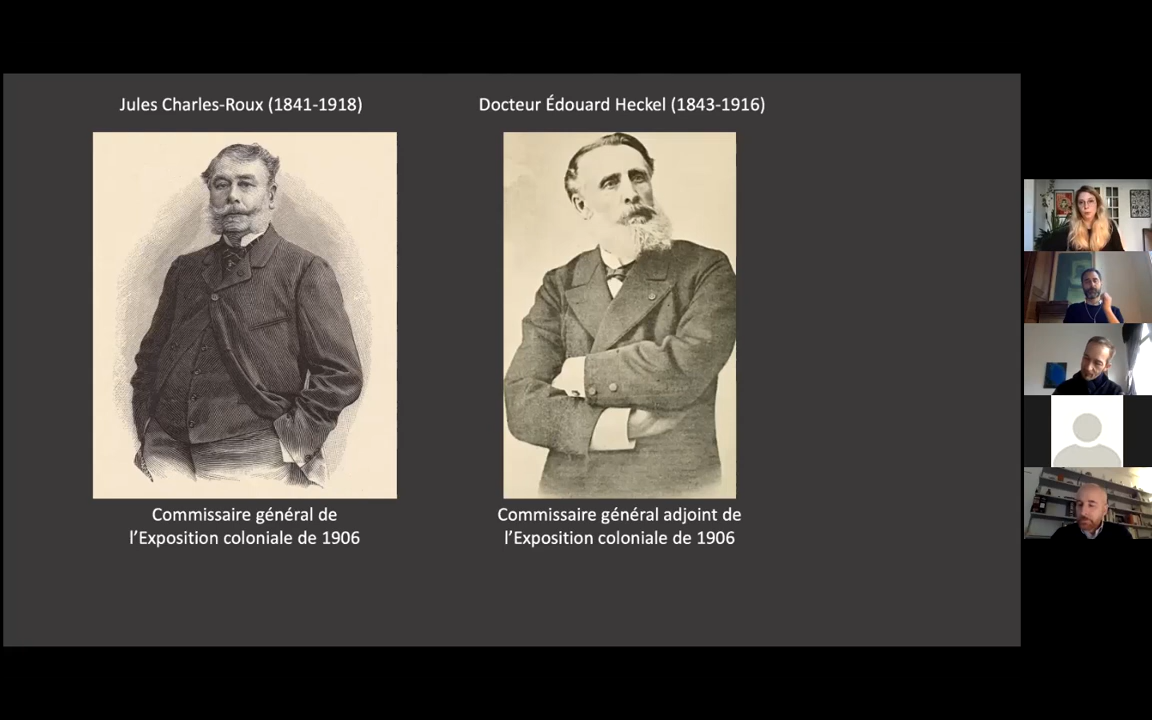 Jules Charles-Roux (1841-1918)
Docteur Édouard Heckel (1843-1916)
Commissaire général de
l’Exposition coloniale de 1906
Commissaire général adjoint de
l’Exposition coloniale de 1906